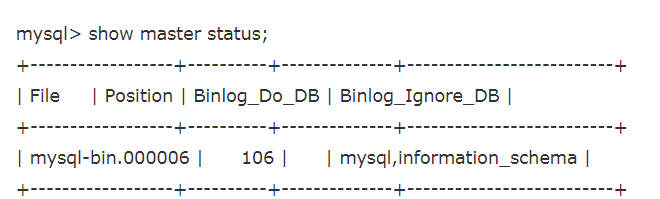 mysql> show master status;
+------------------+----------+--------------+--------------------------+
| File | Position | Binlog_Do_DB | Binlog_Ignore_DB |
+------------------+----------+--------------+--------------------------+
| mysql-bin.000006 | 106 | | mysql,information_schema |
+------------------+----------+--------------+--------------------------+